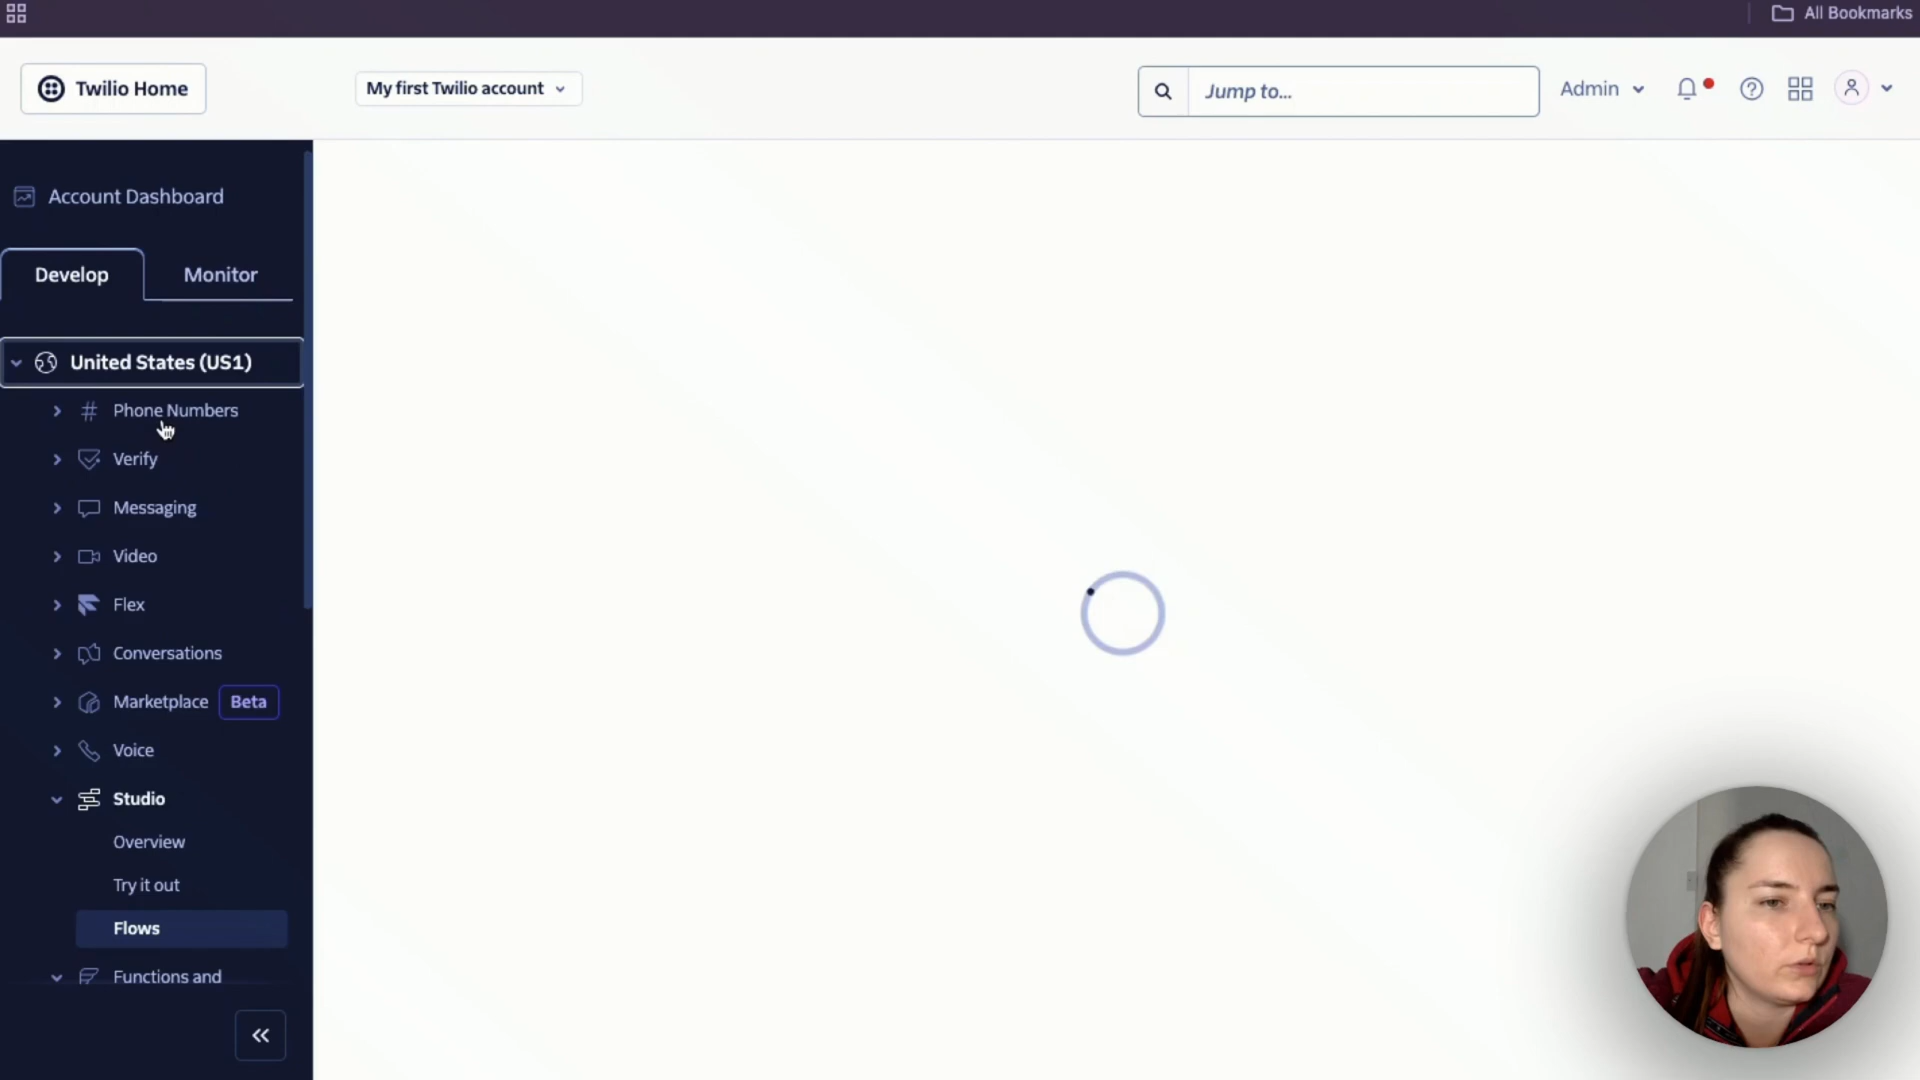 All Bookmarks
Twilio Home
My first Twilio account
Jump to...
Admin
Account Dashboard
Develop
Monitor
United States (US1)
Phone Numbers
Verify
Messaging
Video
Flex
Conversations
Marketplace Beta
Voice
Studio
Overview
Try it out
Flows
Functions and